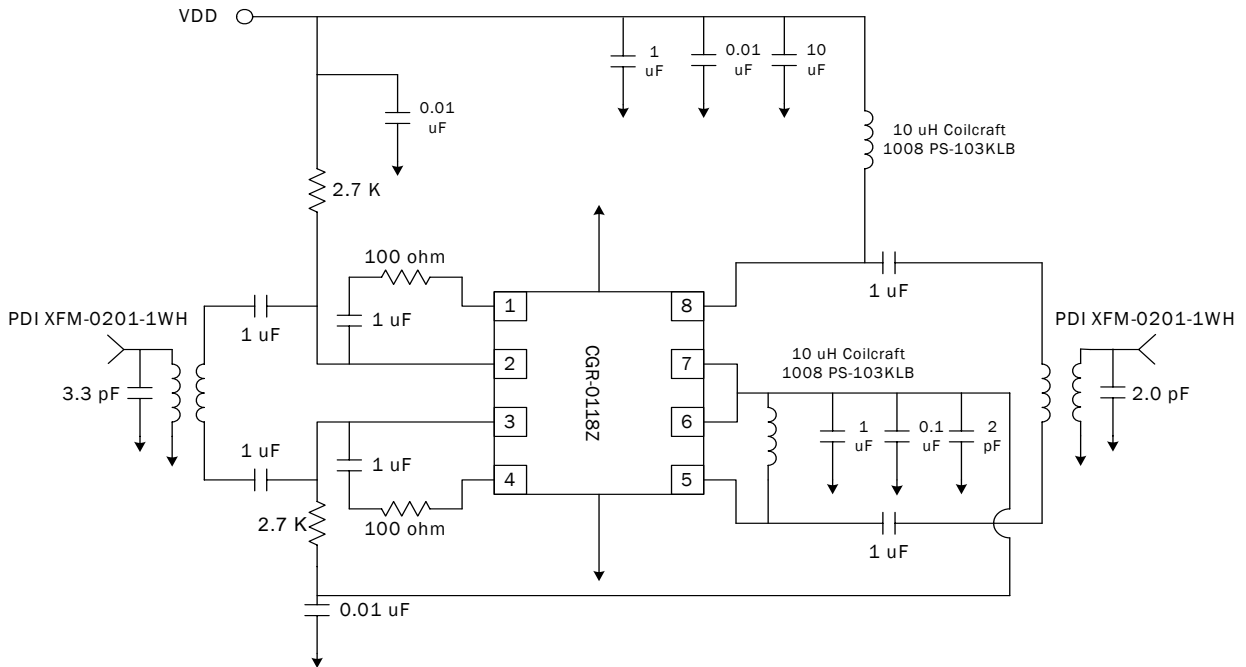 VDD
1
uF
0.01
uF
10
uF
0.01
uF
10 uH Coilcraft
1008 PS-103KLB
2.7 K
100 ohm
1 uF
PDI XFM-0201-1WH
1 uF
1 uF
3.3 pF
1
2
3
4
CGR-0118Z
8
7
6
5
10 uH Coilcraft
1008 PS-103KLB
PDI XFM-0201-1WH
2.0 pF
1
uF
0.1
uF
2
pF
1 uF
1 uF
2.7 K
100 ohm
1 uF
0.01 uF